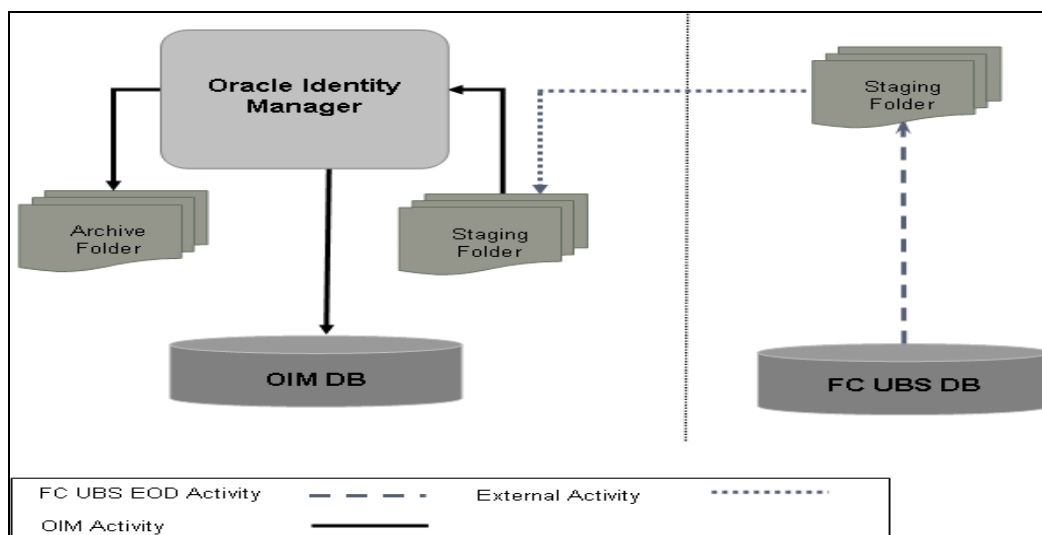 Oracle Identity
Manager
Staging
Folder
Archive
Folder
Staging
Folder
OIM DB
FC UBS DB
FC UBS EOD Activity
External Activity
OIM Activity